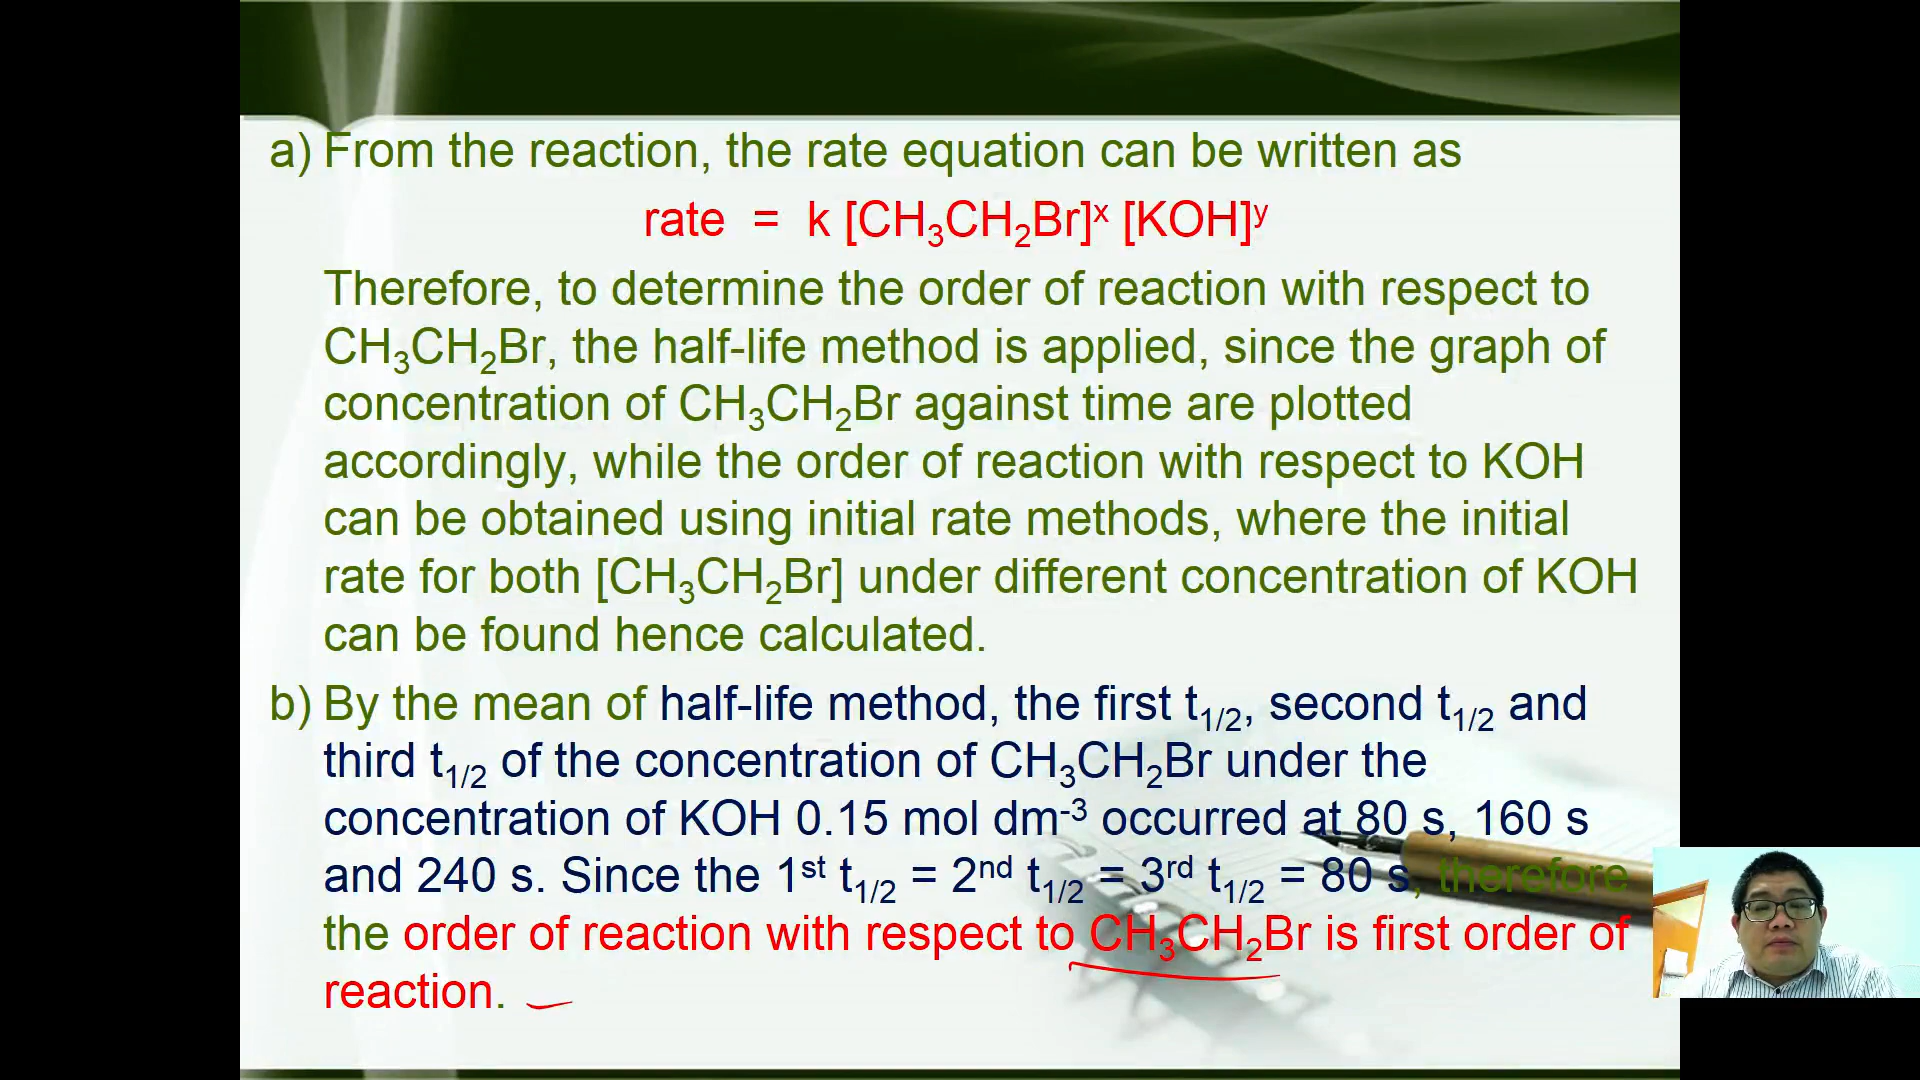 a) From the reaction, the rate equation can be written as
rate = k [CH₃CH₂Br]ˣ [KOH]ʸ
Therefore, to determine the order of reaction with respect to
CH₃CH₂Br, the half-life method is applied, since the graph of
concentration of CH₃CH₂Br against time are plotted
accordingly, while the order of reaction with respect to KOH
can be obtained using initial rate methods, where the initial
rate for both [CH₃CH₂Br] under different concentration of KOH
can be found hence calculated.
b) By the mean of half-life method, the first t₁/₂, second t₁/₂ and
third t₁/₂ of the concentration of CH₃CH₂Br under the
concentration of KOH 0.15 mol dm⁻³ occurred at 80 s, 160 s
and 240 s. Since the 1ˢᵗ t₁/₂ = 2ⁿᵈ t₁/₂ = 3ʳᵈ t₁/₂ = 80 s, therefore
the order of reaction with respect to CH₃CH₂Br is first order of
reaction.